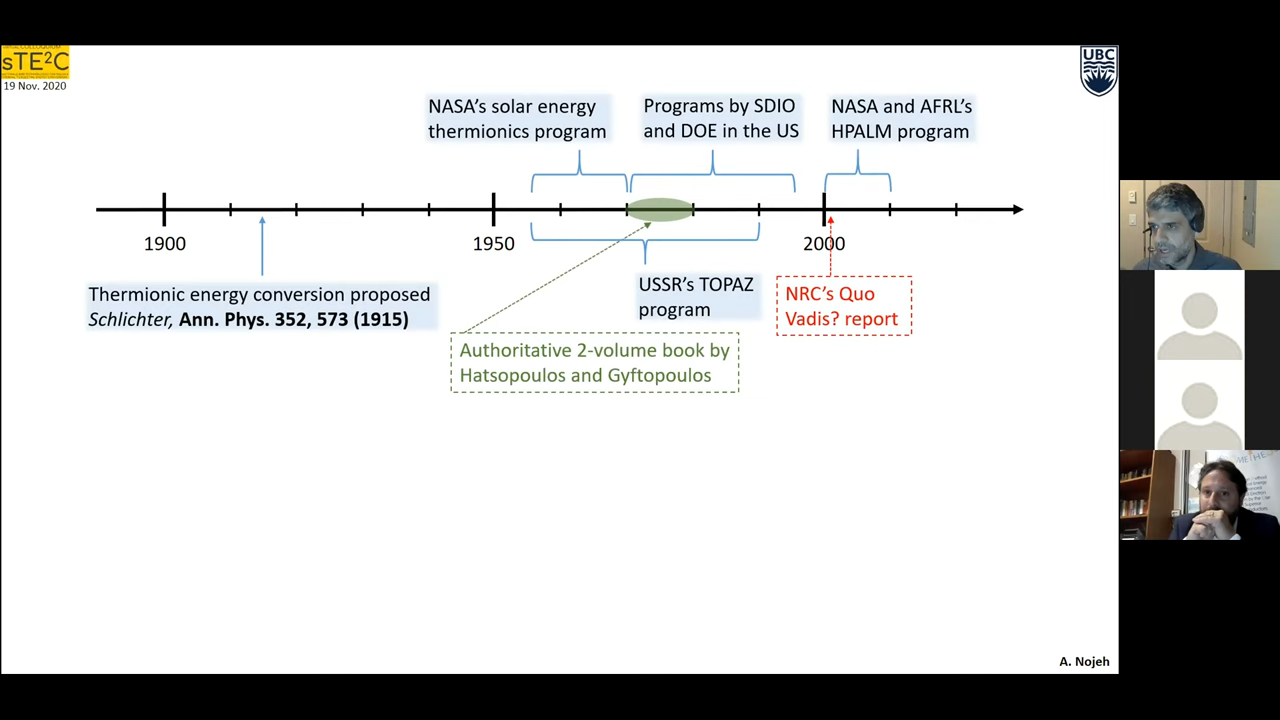 sTE²C
19 Nov. 2020
UBC
NASA's solar energy
thermionics program
Programs by SDIO
and DOE in the US
NASA and AFRL's
HPALM program
1900
1950
2000
Thermionic energy conversion proposed
Schlichter, Ann. Phys. 352, 573 (1915)
USSR's TOPAZ
program
NRC's Quo
Vadis? report
Authoritative 2-volume book by
Hatsopoulos and Gyftopoulos
A. Nojeh